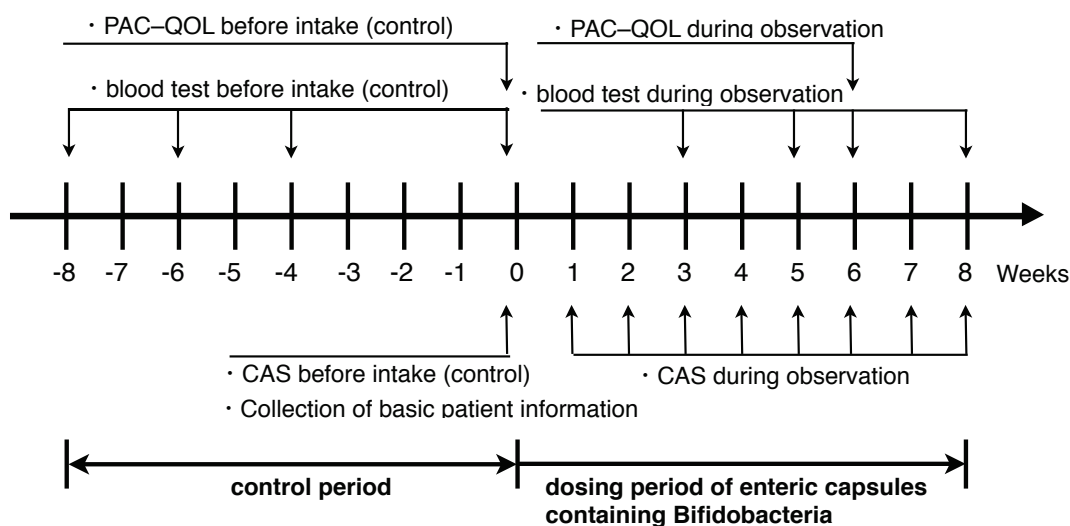 ・PAC–QOL before intake (control)
・PAC–QOL during observation
・blood test before intake (control)
・blood test during observation
-8 -7 -6 -5 -4 -3 -2 -1 0 1 2 3 4 5 6 7 8 Weeks
・CAS before intake (control)
・CAS during observation
・Collection of basic patient information
control period
dosing period of enteric capsules
containing Bifidobacteria